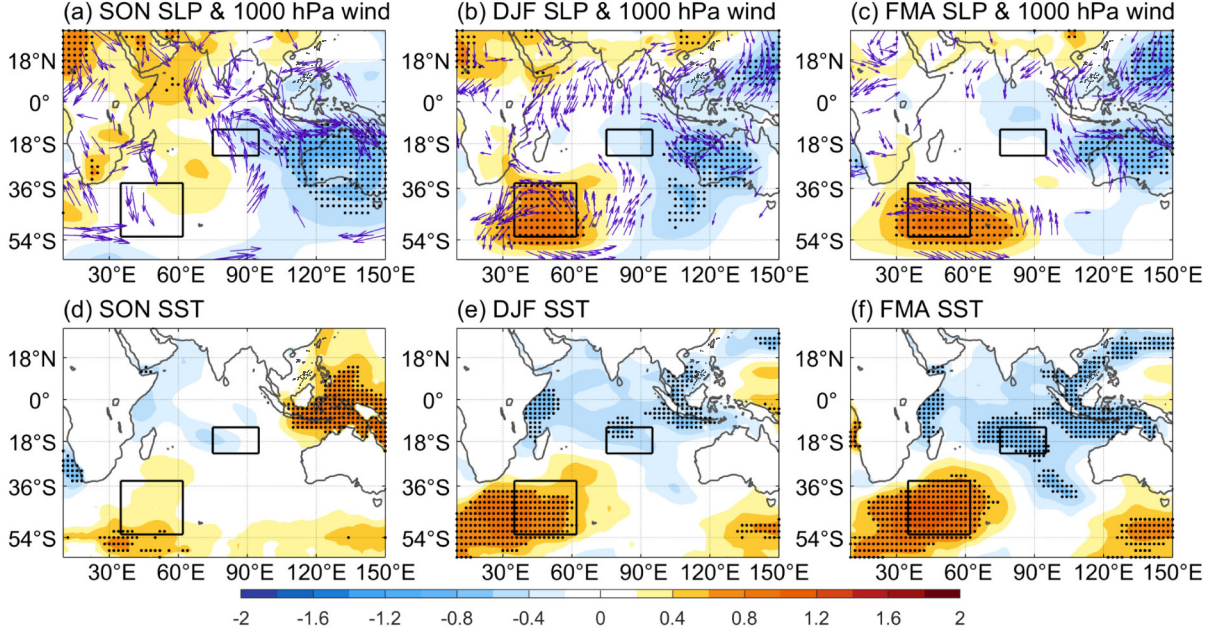 (a) SON SLP & 1000 hPa wind
(b) DJF SLP & 1000 hPa wind
(c) FMA SLP & 1000 hPa wind
18°N
0°
18°S
36°S
54°S
30°E
60°E
90°E
120°E
150°E
18°N
0°
18°S
36°S
54°S
30°E
60°E
90°E
120°E
150°E
18°N
0°
18°S
36°S
54°S
30°E
60°E
90°E
120°E
150°E
(d) SON SST
(e) DJF SST
(f) FMA SST
18°N
0°
18°S
36°S
54°S
30°E
60°E
90°E
120°E
150°E
18°N
0°
18°S
36°S
54°S
30°E
60°E
90°E
120°E
150°E
18°N
0°
18°S
36°S
54°S
30°E
60°E
90°E
120°E
150°E
-2 -1.6 -1.2 -0.8 -0.4 0 0.4 0.8 1.2 1.6 2